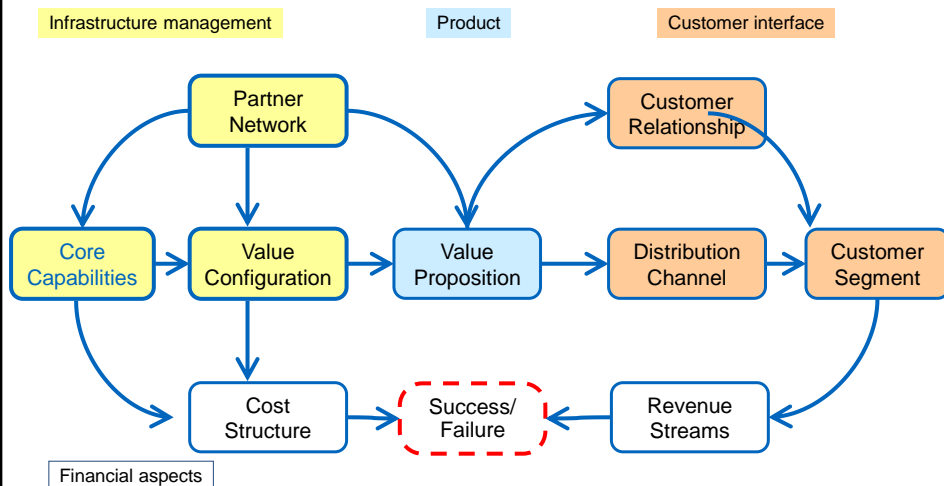 Infrastructure management
Product
Customer interface
Partner
Network
Customer
Relationship
Core
Capabilities
Value
Configuration
Value
Proposition
Distribution
Channel
Customer
Segment
Cost
Structure
Success/
Failure
Revenue
Streams
Financial aspects